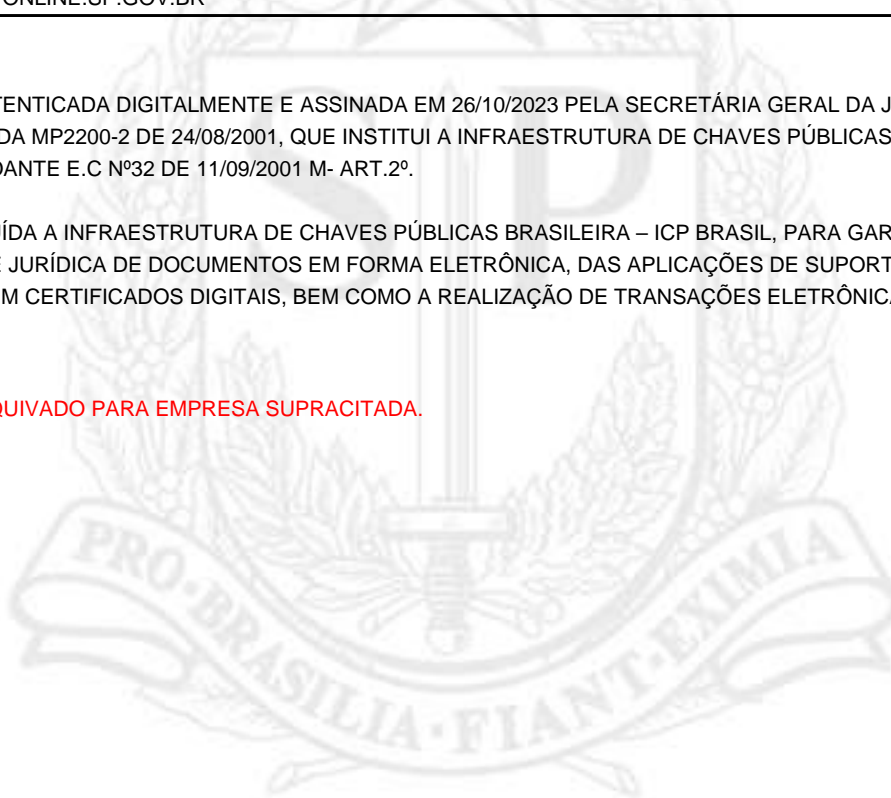 ONLINE.SP.GOV.BR
TENTICADA DIGITALMENTE E ASSINADA EM 26/10/2023 PELA SECRETÁRIA GERAL DA J
DA MP2200-2 DE 24/08/2001, QUE INSTITUI A INFRAESTRUTURA DE CHAVES PÚBLICAS
DANTE E.C Nº32 DE 11/09/2001 M- ART.2º.
ÍDA A INFRAESTRUTURA DE CHAVES PÚBLICAS BRASILEIRA – ICP BRASIL, PARA GAR
E JURÍDICA DE DOCUMENTOS EM FORMA ELETRÔNICA, DAS APLICAÇÕES DE SUPORT
M CERTIFICADOS DIGITAIS, BEM COMO A REALIZAÇÃO DE TRANSAÇÕES ELETRÔNICA
QUIVADO PARA EMPRESA SUPRACITADA.
SP
PRO·BRASILIA·FIANT·EXIMIA